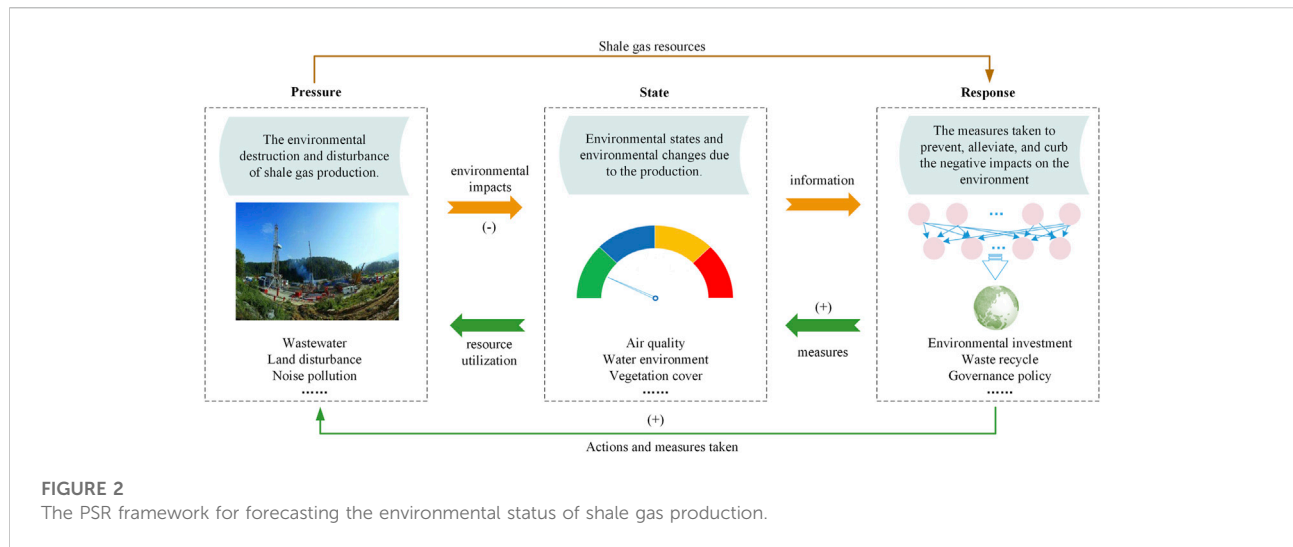 Shale gas resources
Pressure
The environmental
destruction and disturbance
of shale gas production.
Wastewater
Land disturbance
Noise pollution
......
environmental
impacts
(-)
resource
utilization
State
Environmental states and
environmental changes due
to the production.
Air quality
Water environment
Vegetation cover
......
information
(+)
measures
Response
The measures taken to
prevent, alleviate, and curb
the negative impacts on the
environment
...
...
Environmental investment
Waste recycle
Governance policy
......
(+)
Actions and measures taken
FIGURE 2
The PSR framework for forecasting the environmental status of shale gas production.